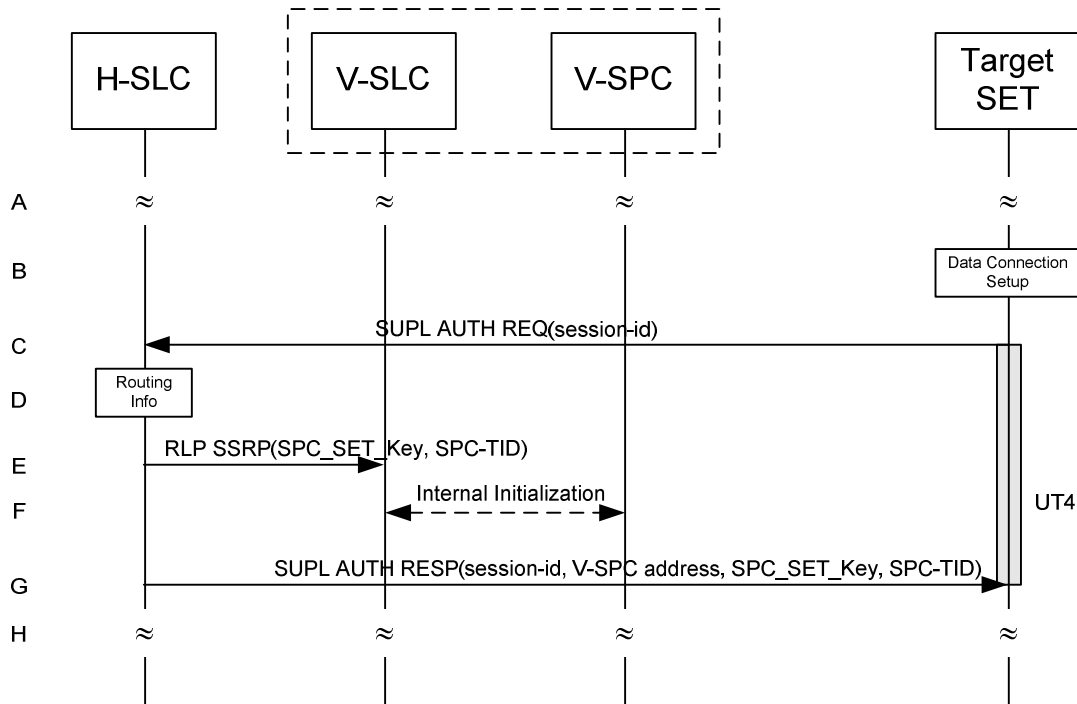 H-SLC
V-SLC
V-SPC
Target
SET
A
≈ ≈ ≈ ≈
B
Data Connection
Setup
SUPL AUTH REQ(session-id)
C
Routing
Info
D
RLP SSRP(SPC_SET_Key, SPC-TID)
E
Internal Initialization
F
UT4
SUPL AUTH RESP(session-id, V-SPC address, SPC_SET_Key, SPC-TID)
G
H
≈ ≈ ≈ ≈